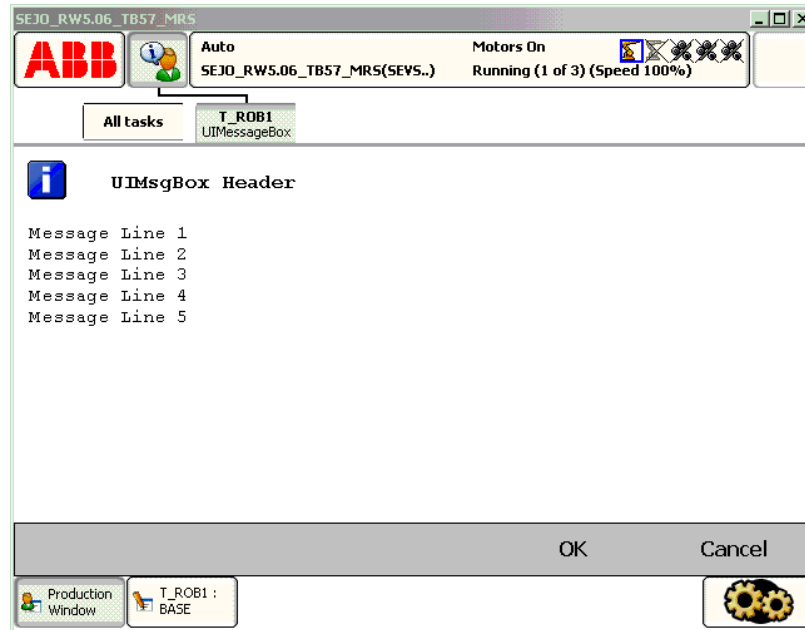 SEJO_RW5.06_TB57_MRS
ABB
Auto
SEJO_RW5.06_TB57_MRS(SEVS..)
Motors On
Running (1 of 3) (Speed 100%)
All tasks
T_ROB1
UIMessageBox
UIMsgBox Header
Message Line 1
Message Line 2
Message Line 3
Message Line 4
Message Line 5
OK
Cancel
Production
Window
T_ROB1 :
BASE